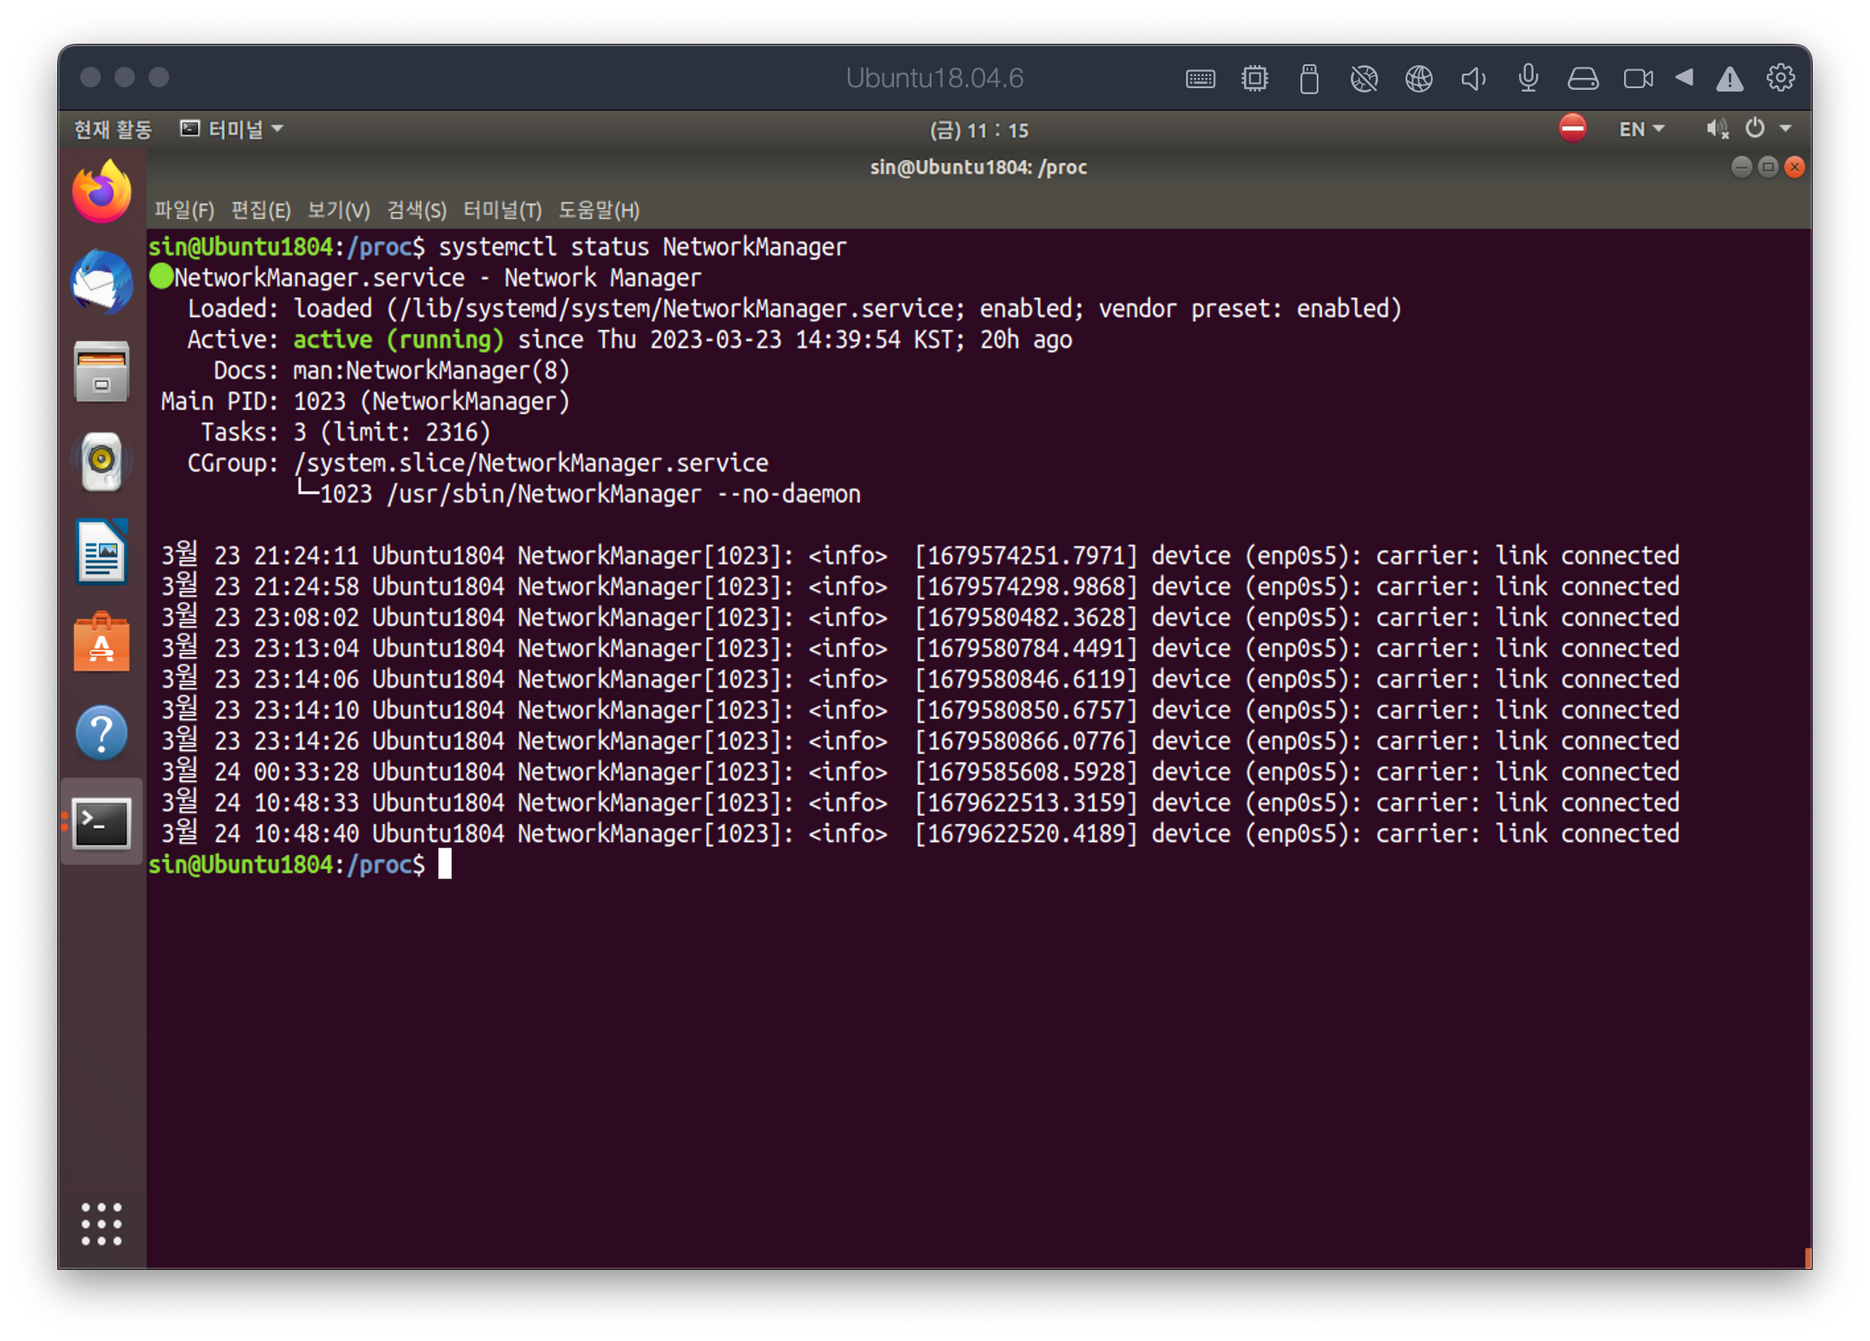 Ubuntu18.04.6
현재 활동 터미널 (금) 11 : 15 EN
sin@Ubuntu1804: /proc
파일(F) 편집(E) 보기(V) 검색(S) 터미널(T) 도움말(H)
sin@Ubuntu1804:/proc$ systemctl status NetworkManager
●NetworkManager.service - Network Manager
   Loaded: loaded (/lib/systemd/system/NetworkManager.service; enabled; vendor preset: enabled)
   Active: active (running) since Thu 2023-03-23 14:39:54 KST; 20h ago
     Docs: man:NetworkManager(8)
 Main PID: 1023 (NetworkManager)
    Tasks: 3 (limit: 2316)
   CGroup: /system.slice/NetworkManager.service
           └─1023 /usr/sbin/NetworkManager --no-daemon
 3월 23 21:24:11 Ubuntu1804 NetworkManager[1023]: <info>  [1679574251.7971] device (enp0s5): carrier: link connected
 3월 23 21:24:58 Ubuntu1804 NetworkManager[1023]: <info>  [1679574298.9868] device (enp0s5): carrier: link connected
 3월 23 23:08:02 Ubuntu1804 NetworkManager[1023]: <info>  [1679580482.3628] device (enp0s5): carrier: link connected
 3월 23 23:13:04 Ubuntu1804 NetworkManager[1023]: <info>  [1679580784.4491] device (enp0s5): carrier: link connected
 3월 23 23:14:06 Ubuntu1804 NetworkManager[1023]: <info>  [1679580846.6119] device (enp0s5): carrier: link connected
 3월 23 23:14:10 Ubuntu1804 NetworkManager[1023]: <info>  [1679580850.6757] device (enp0s5): carrier: link connected
 3월 23 23:14:26 Ubuntu1804 NetworkManager[1023]: <info>  [1679580866.0776] device (enp0s5): carrier: link connected
 3월 24 00:33:28 Ubuntu1804 NetworkManager[1023]: <info>  [1679585608.5928] device (enp0s5): carrier: link connected
 3월 24 10:48:33 Ubuntu1804 NetworkManager[1023]: <info>  [1679622513.3159] device (enp0s5): carrier: link connected
 3월 24 10:48:40 Ubuntu1804 NetworkManager[1023]: <info>  [1679622520.4189] device (enp0s5): carrier: link connected
sin@Ubuntu1804:/proc$